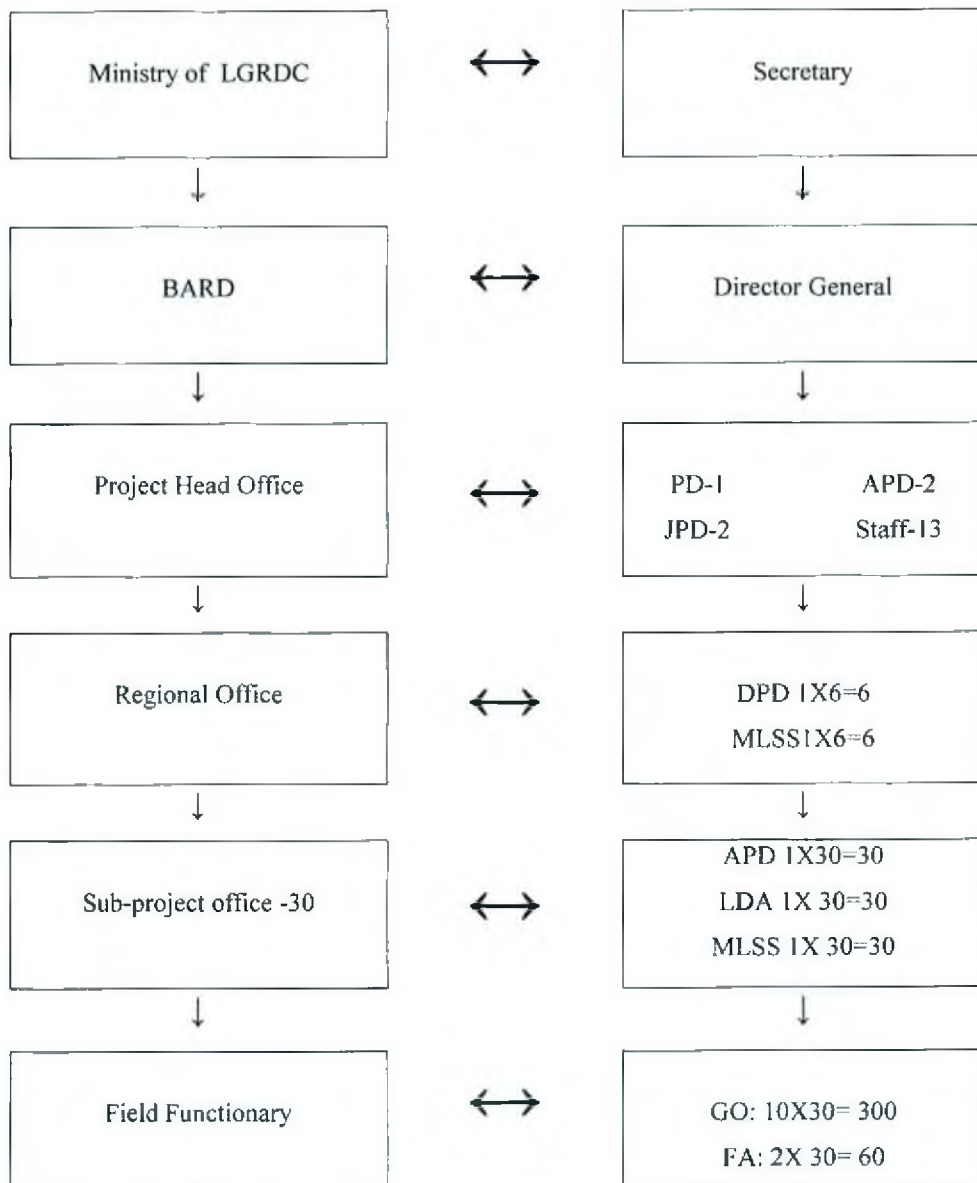 Ministry of LGRDC
Secretary
BARD
Director General
Project Head Office
PD-1 APD-2
JPD-2 Staff-13
Regional Office
DPD 1X6=6
MLSS1X6=6
Sub-project office -30
APD 1X30=30
LDA 1X 30=30
MLSS 1X 30=30
Field Functionary
GO: 10X30= 300
FA: 2X 30= 60